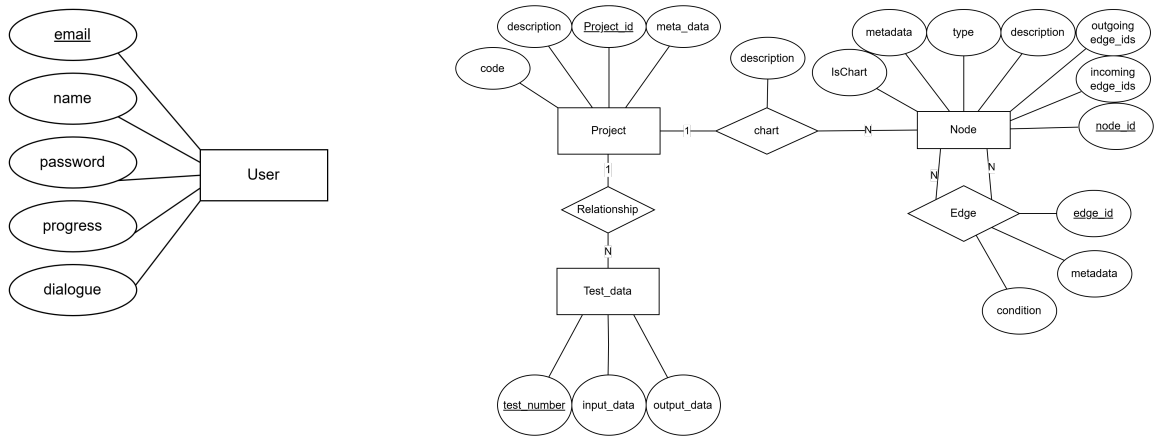 email
name
password
progress
dialogue
User
description
Project_id
meta_data
code
Project
1
chart
description
N
1
Relationship
N
Test_data
test_number
input_data
output_data
metadata
type
description
outgoing
edge_ids
IsChart
incoming
edge_ids
node_id
Node
N
N
Edge
edge_id
metadata
condition